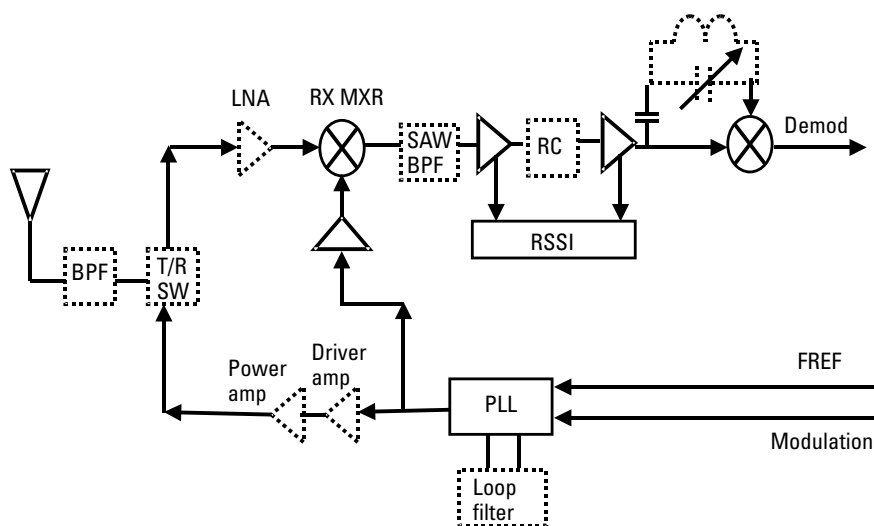 LNA
RX MXR
SAW
BPF
RC
Demod
RSSI
BPF
T/R
SW
Power
amp
Driver
amp
PLL
FREF
Modulation
Loop
filter